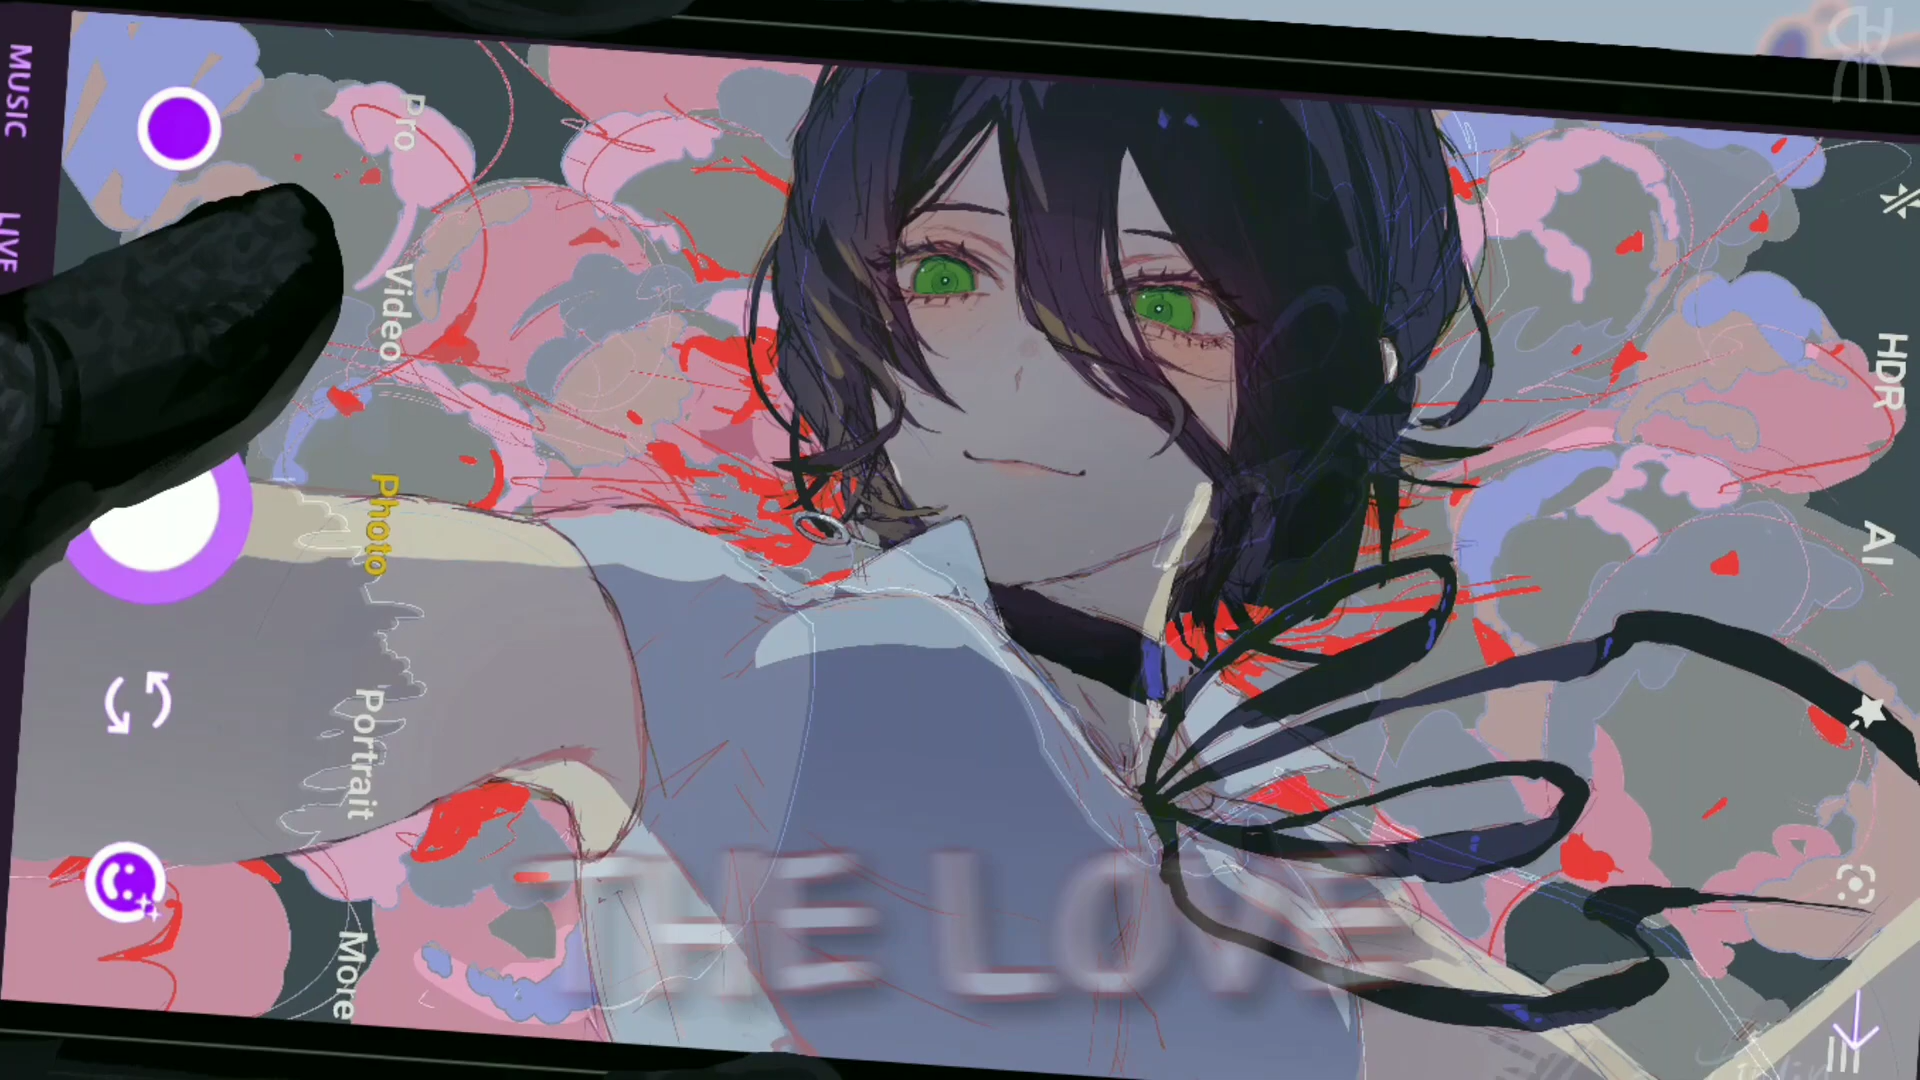 MUSIC
LIVE
Pro
Video
Photo
Portrait
More
HDR
AI
THE LOVE